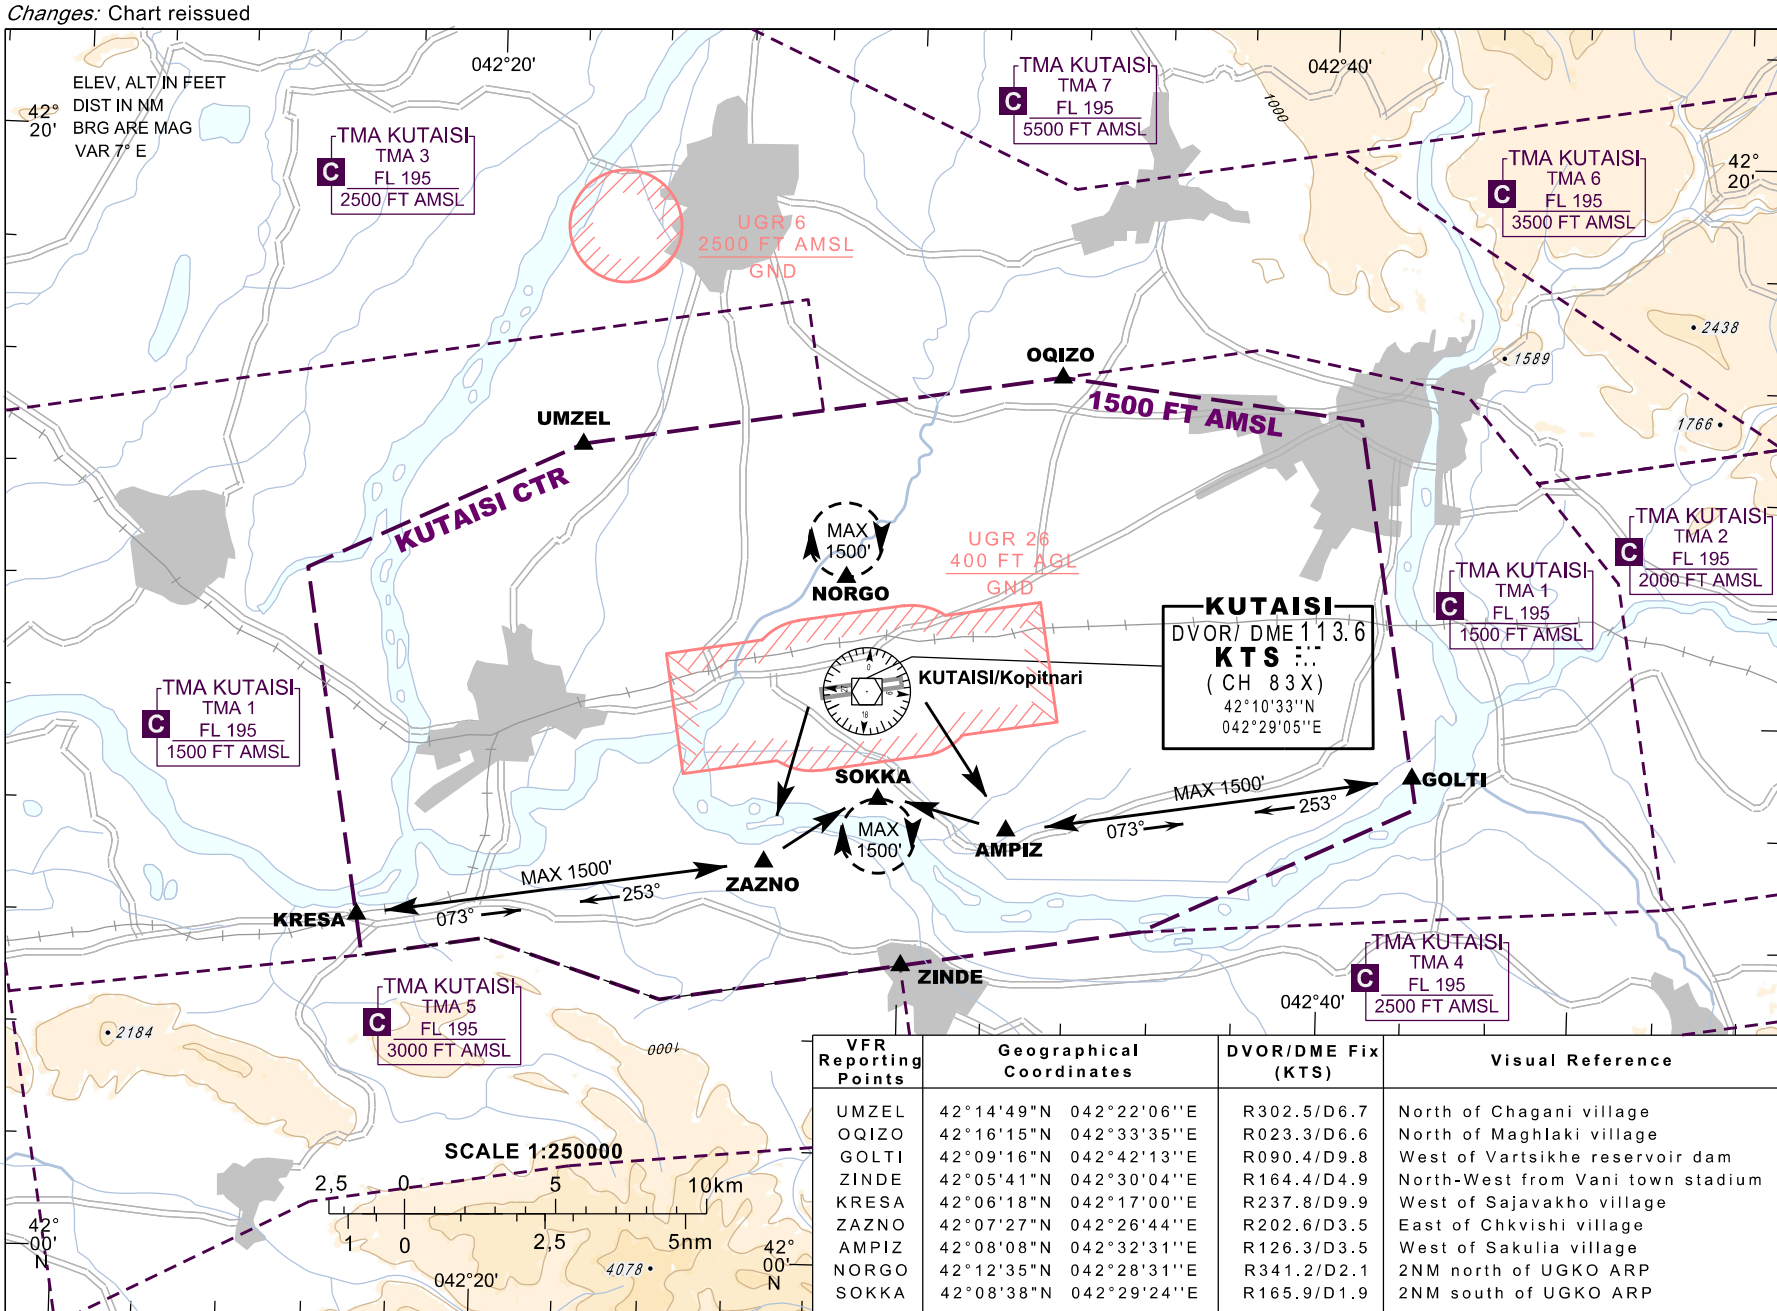 Changes: Chart reissued
ELEV, ALT IN FEET
DIST IN NM
BRG ARE MAG
VAR 7° E
042°20'
042°40'
42°
20'
42°
20'
TMA KUTAISI
TMA 3
C
FL 195
2500 FT AMSL
TMA KUTAISI
TMA 7
C
FL 195
5500 FT AMSL
1000
TMA KUTAISI
TMA 6
C
FL 195
3500 FT AMSL
UGR 6
2500 FT AMSL
GND
2438
1589
1766
OQIZO
1500 FT AMSL
UMZEL
KUTAISI CTR
MAX
1500'
NORGO
UGR 26
400 FT AGL
GND
TMA KUTAISI
TMA 2
C
FL 195
2000 FT AMSL
TMA KUTAISI
TMA 1
C
FL 195
1500 FT AMSL
KUTAISI
DVOR/ DME 113.6
KTS
(CH 83X)
42°10'33''N
042°29'05''E
KUTAISI/Kopitnari
0
9
18
27
TMA KUTAISI
TMA 1
C
FL 195
1500 FT AMSL
SOKKA
MAX
1500'
MAX 1500'
GOLTI
253°
073°
AMPIZ
ZAZNO
MAX 1500'
253°
073°
KRESA
ZINDE
TMA KUTAISI
TMA 4
C
FL 195
2500 FT AMSL
042°40'
TMA KUTAISI
TMA 5
C
FL 195
3000 FT AMSL
2184
1000
SCALE 1:250000
2,5 0 5 10km
1 0 2,5 5nm
42°
00'
N
042°20'
4078
42°
00'
N
VFR Reporting Points Geographical Coordinates DVOR/DME Fix (KTS) Visual Reference
UMZEL 42°14'49"N 042°22'06''E R302.5/D6.7 North of Chagani village
OQIZO 42°16'15"N 042°33'35''E R023.3/D6.6 North of Maghlaki village
GOLTI 42°09'16"N 042°42'13''E R090.4/D9.8 West of Vartsikhe reservoir dam
ZINDE 42°05'41"N 042°30'04''E R164.4/D4.9 North-West from Vani town stadium
KRESA 42°06'18"N 042°17'00''E R237.8/D9.9 West of Sajavakho village
ZAZNO 42°07'27"N 042°26'44''E R202.6/D3.5 East of Chkvishi village
AMPIZ 42°08'08"N 042°32'31''E R126.3/D3.5 West of Sakulia village
NORGO 42°12'35"N 042°28'31''E R341.2/D2.1 2NM north of UGKO ARP
SOKKA 42°08'38"N 042°29'24''E R165.9/D1.9 2NM south of UGKO ARP